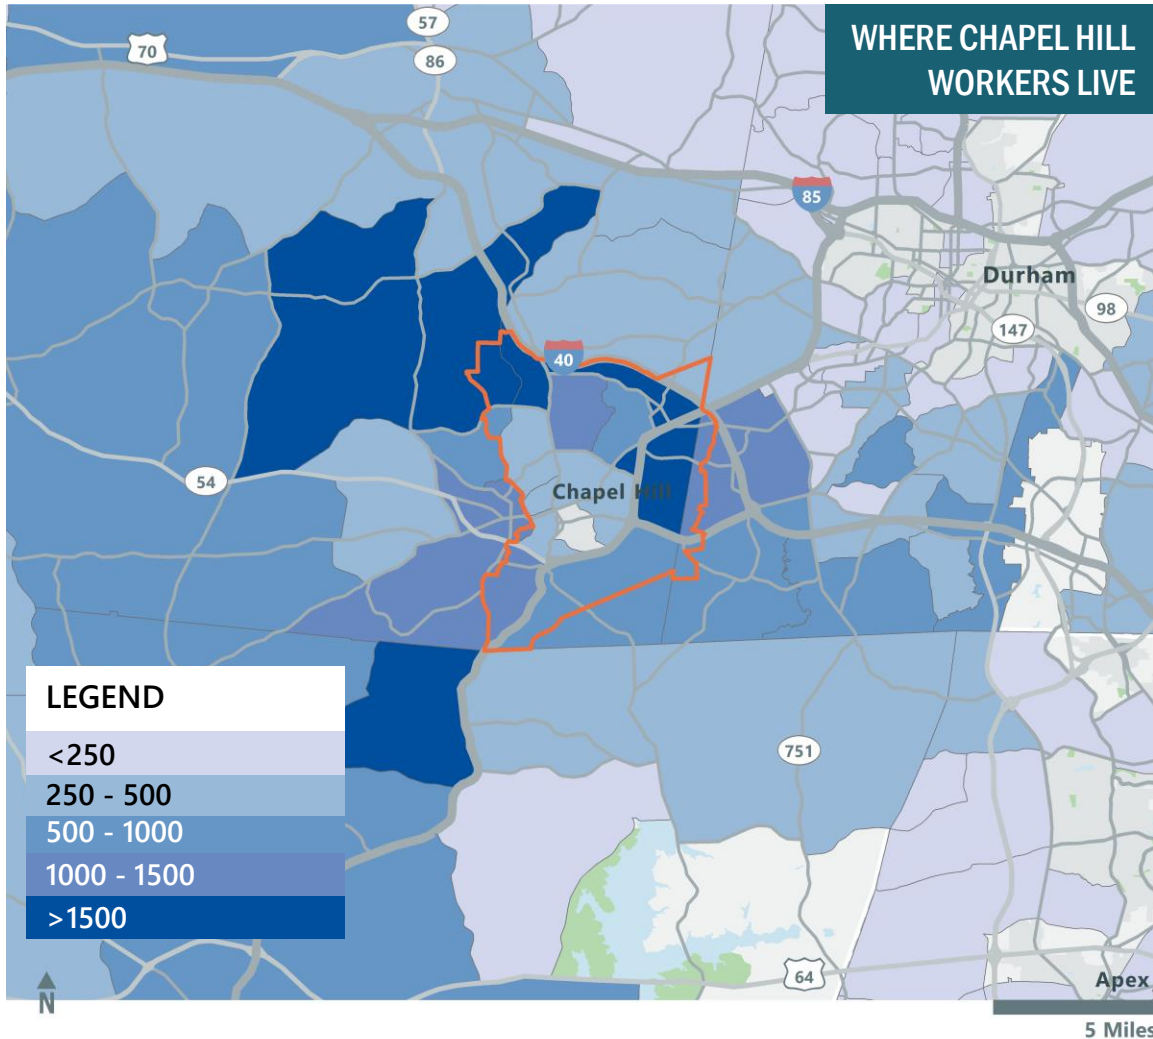 WHERE CHAPEL HILL
WORKERS LIVE
57
70
86
85
Durham
98
147
40
54
Chapel Hill
LEGEND
<250
250 - 500
500 - 1000
1000 - 1500
>1500
751
64
Apex
N
5 Miles